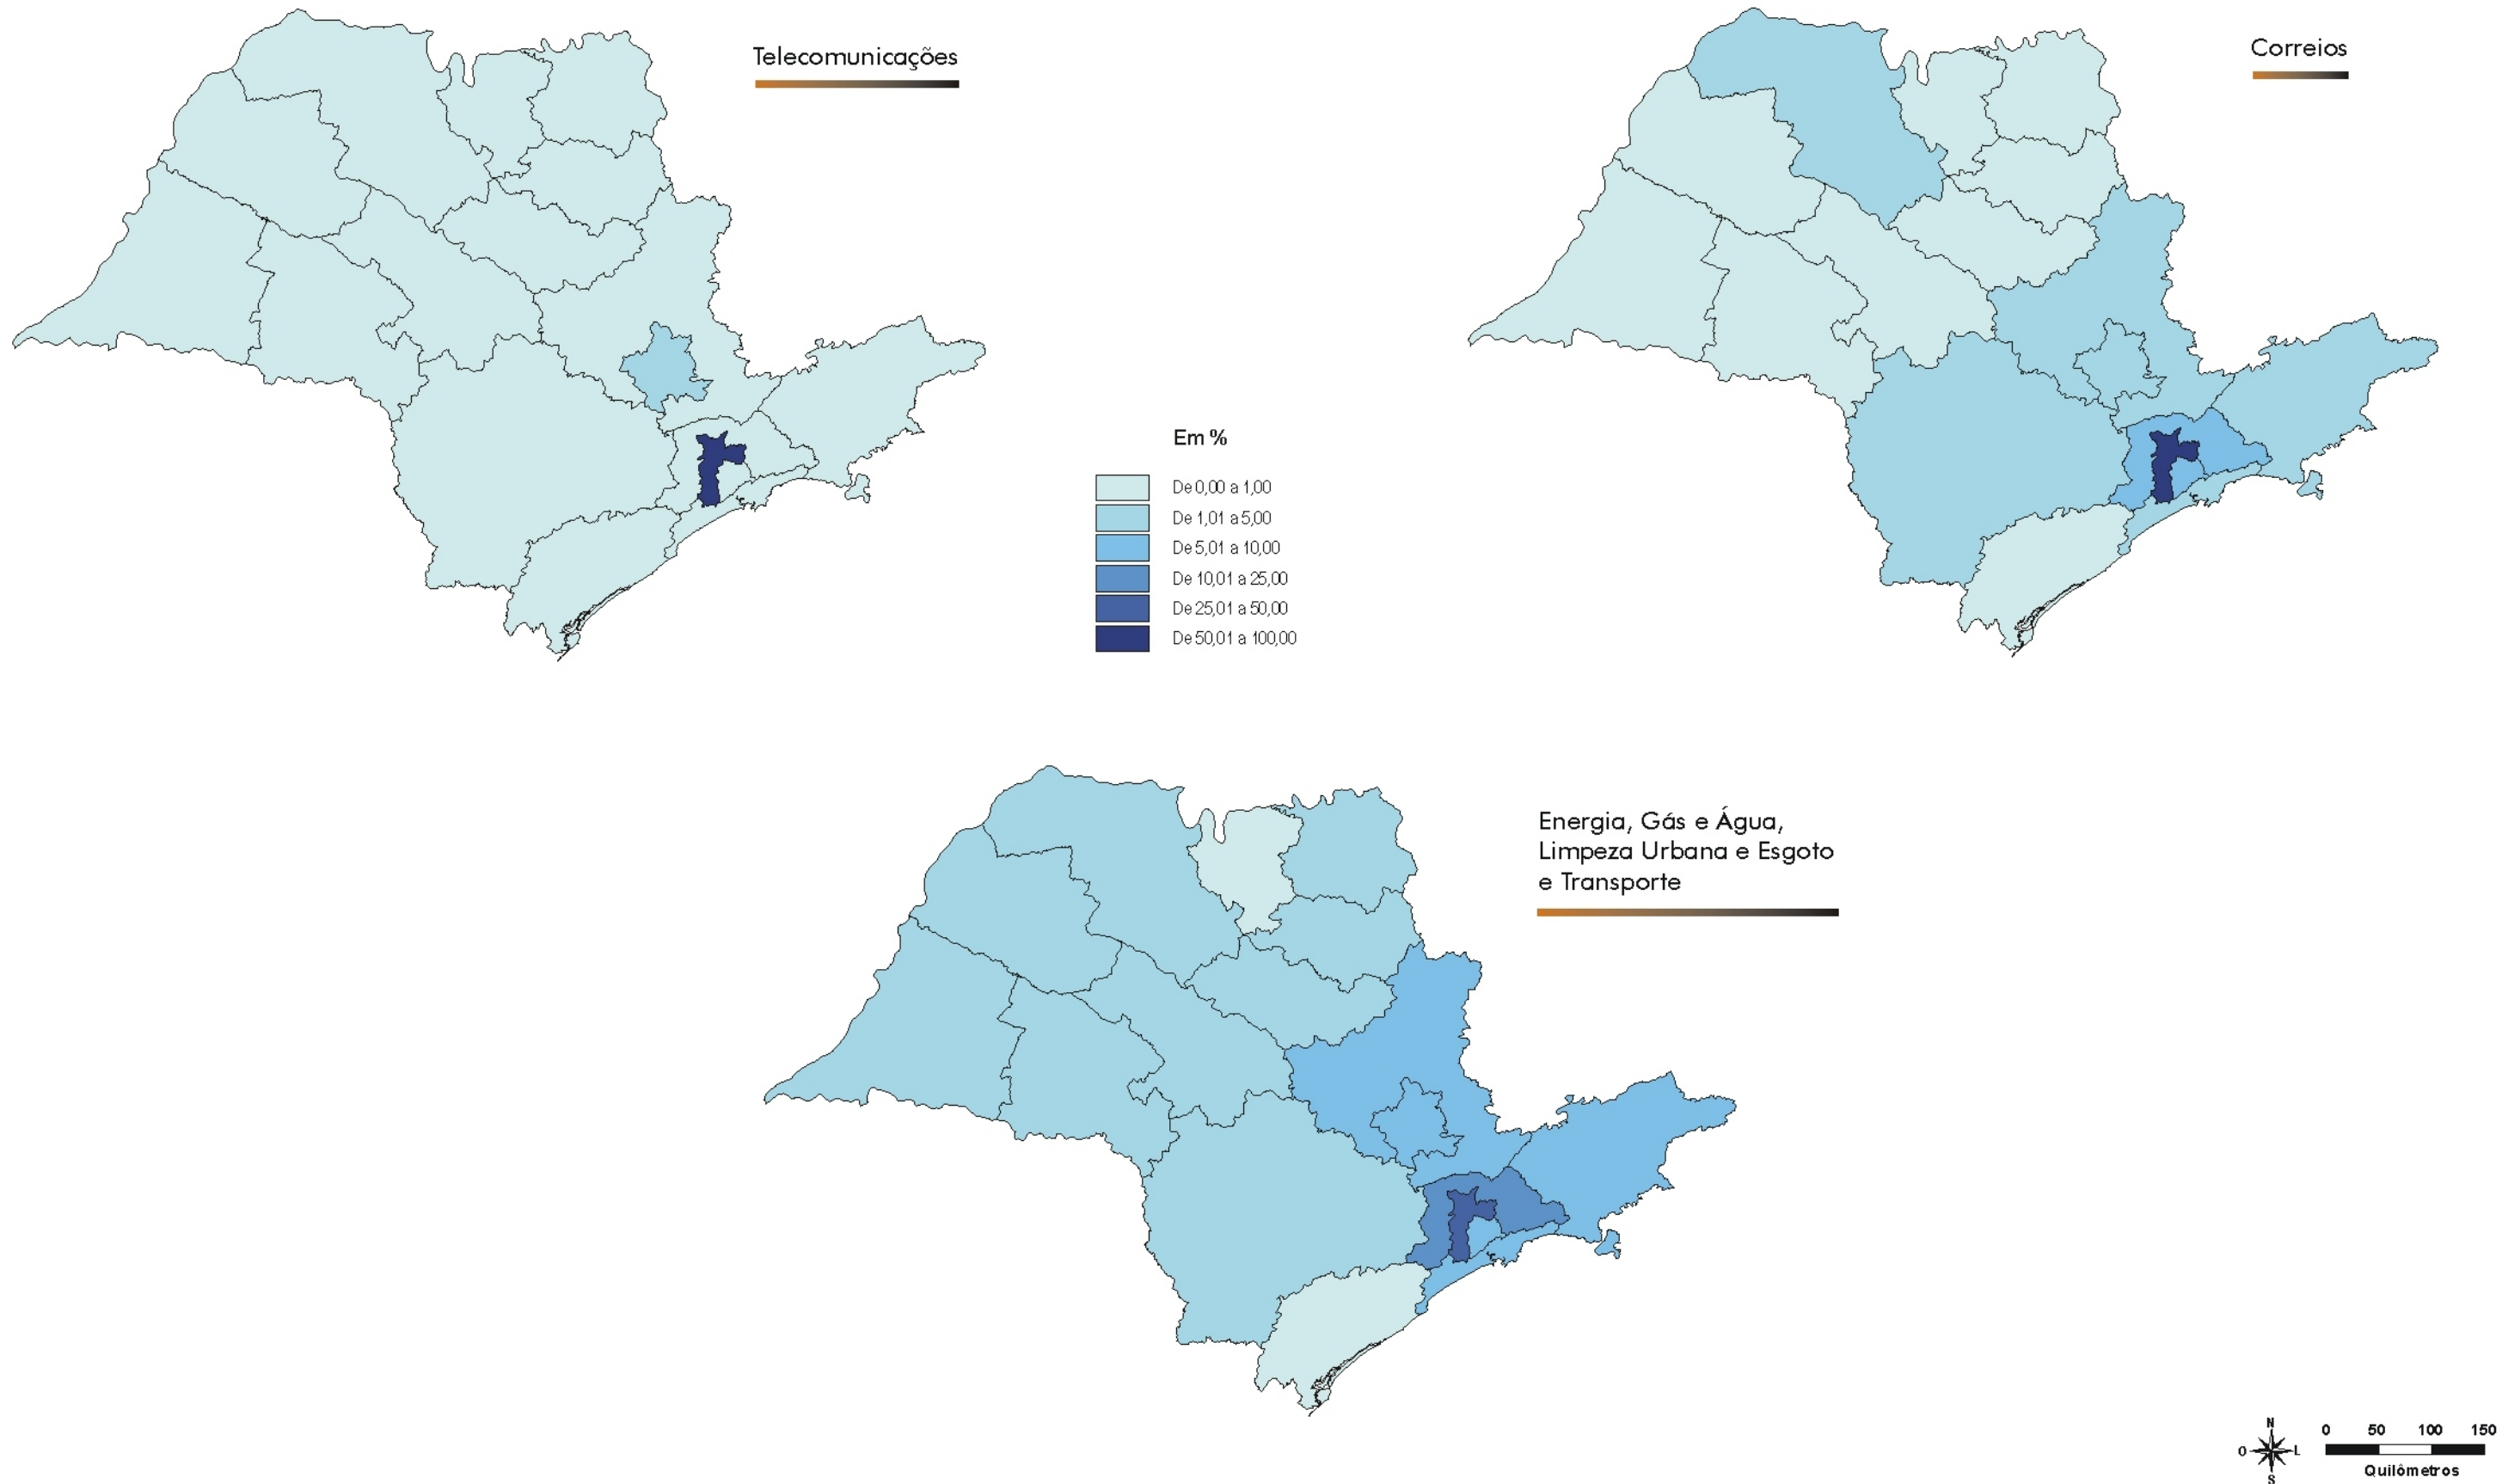 Telecomunicações
Correios
Em %
De 0,00 a 1,00
De 1,01 a 5,00
De 5,01 a 10,00
De 10,01 a 25,00
De 25,01 a 50,00
De 50,01 a 100,00
Energia, Gás e Água,
Limpeza Urbana e Esgoto
e Transporte
N
O L
S
0 50 100 150
Quilômetros